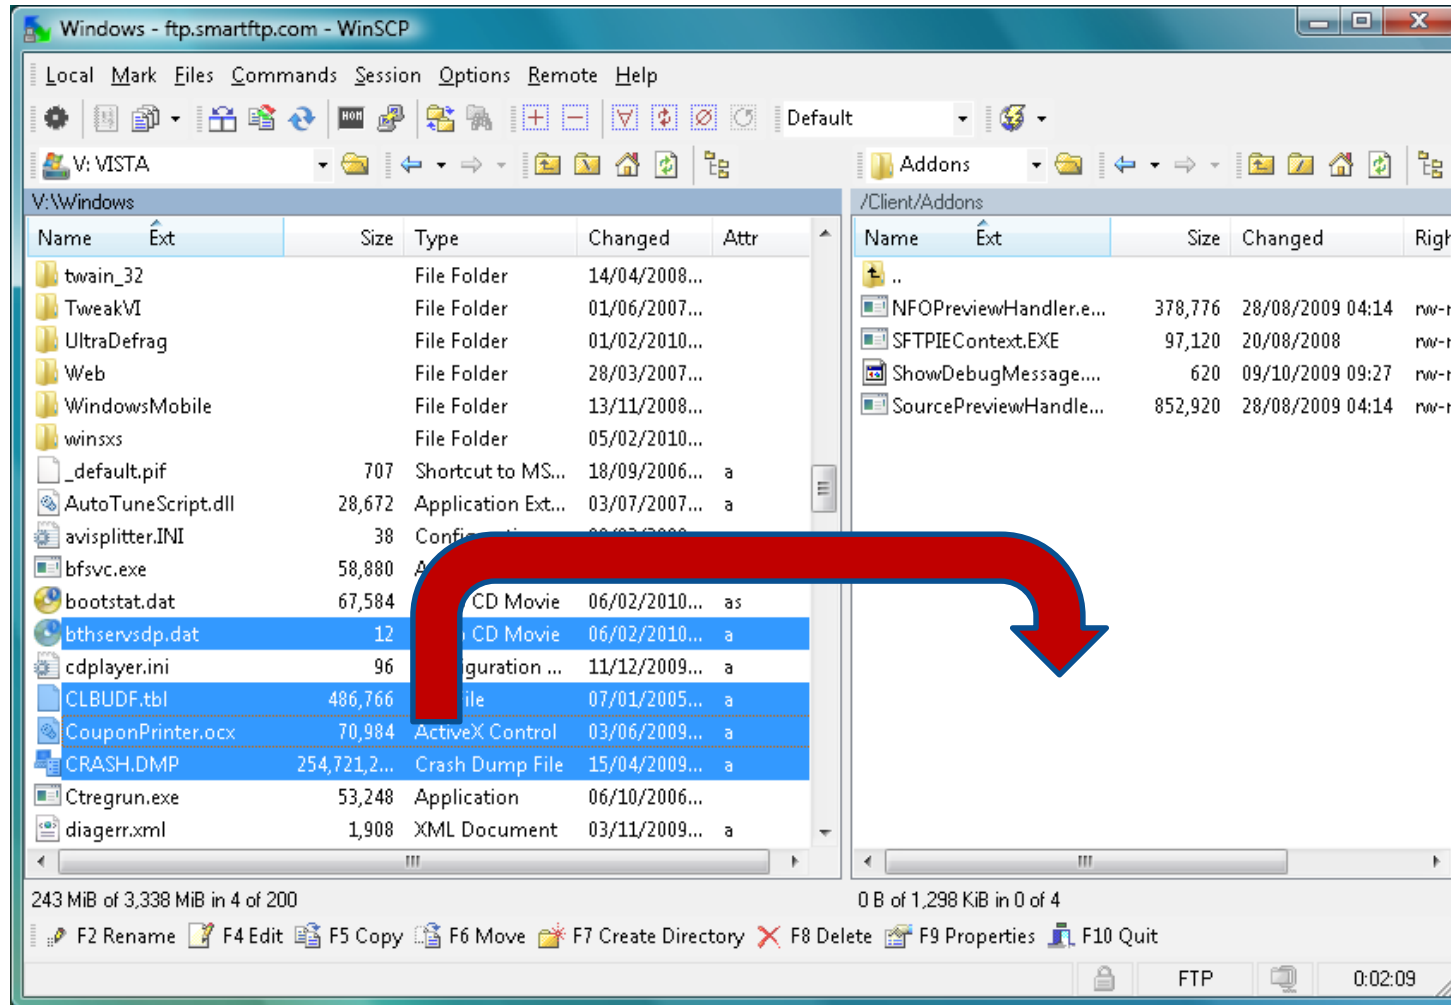 Windows - ftp.smartftp.com - WinSCP
Local Mark Files Commands Session Options Remote Help
Default
V: VISTA Addons
V:\Windows /Client/Addons
Name Ext Size Type Changed Attr Name Ext Size Changed Righ
twain_32 File Folder 14/04/2008... ..
TweakVI File Folder 01/06/2007... NFOPreviewHandler.e... 378,776 28/08/2009 04:14 rw-r
UltraDefrag File Folder 01/02/2010... SFTPIEContext.EXE 97,120 20/08/2008 rw-r
Web File Folder 28/03/2007... ShowDebugMessage.... 620 09/10/2009 09:27 rw-r
WindowsMobile File Folder 13/11/2008... SourcePreviewHandle... 852,920 28/08/2009 04:14 rw-r
winsxs File Folder 05/02/2010...
_default.pif 707 Shortcut to MS... 18/09/2006... a
AutoTuneScript.dll 28,672 Application Ext... 03/07/2007... a
avisplitter.INI 38
bfsvc.exe 58,880 A
bootstat.dat 67,584 CD Movie 06/02/2010... as
bthservsdp.dat 12 CD Movie 06/02/2010... a
cdplayer.ini 96 guration ... 11/12/2009... a
CLBUDF.tbl 486,766 ile 07/01/2005... a
CouponPrinter.ocx 70,984 ActiveX Control 03/06/2009... a
CRASH.DMP 254,721,2... Crash Dump File 15/04/2009... a
Ctregrun.exe 53,248 Application 06/10/2006...
diagerr.xml 1,908 XML Document 03/11/2009... a
243 MiB of 3,338 MiB in 4 of 200 0 B of 1,298 KiB in 0 of 4
F2 Rename F4 Edit F5 Copy F6 Move F7 Create Directory F8 Delete F9 Properties F10 Quit
FTP 0:02:09